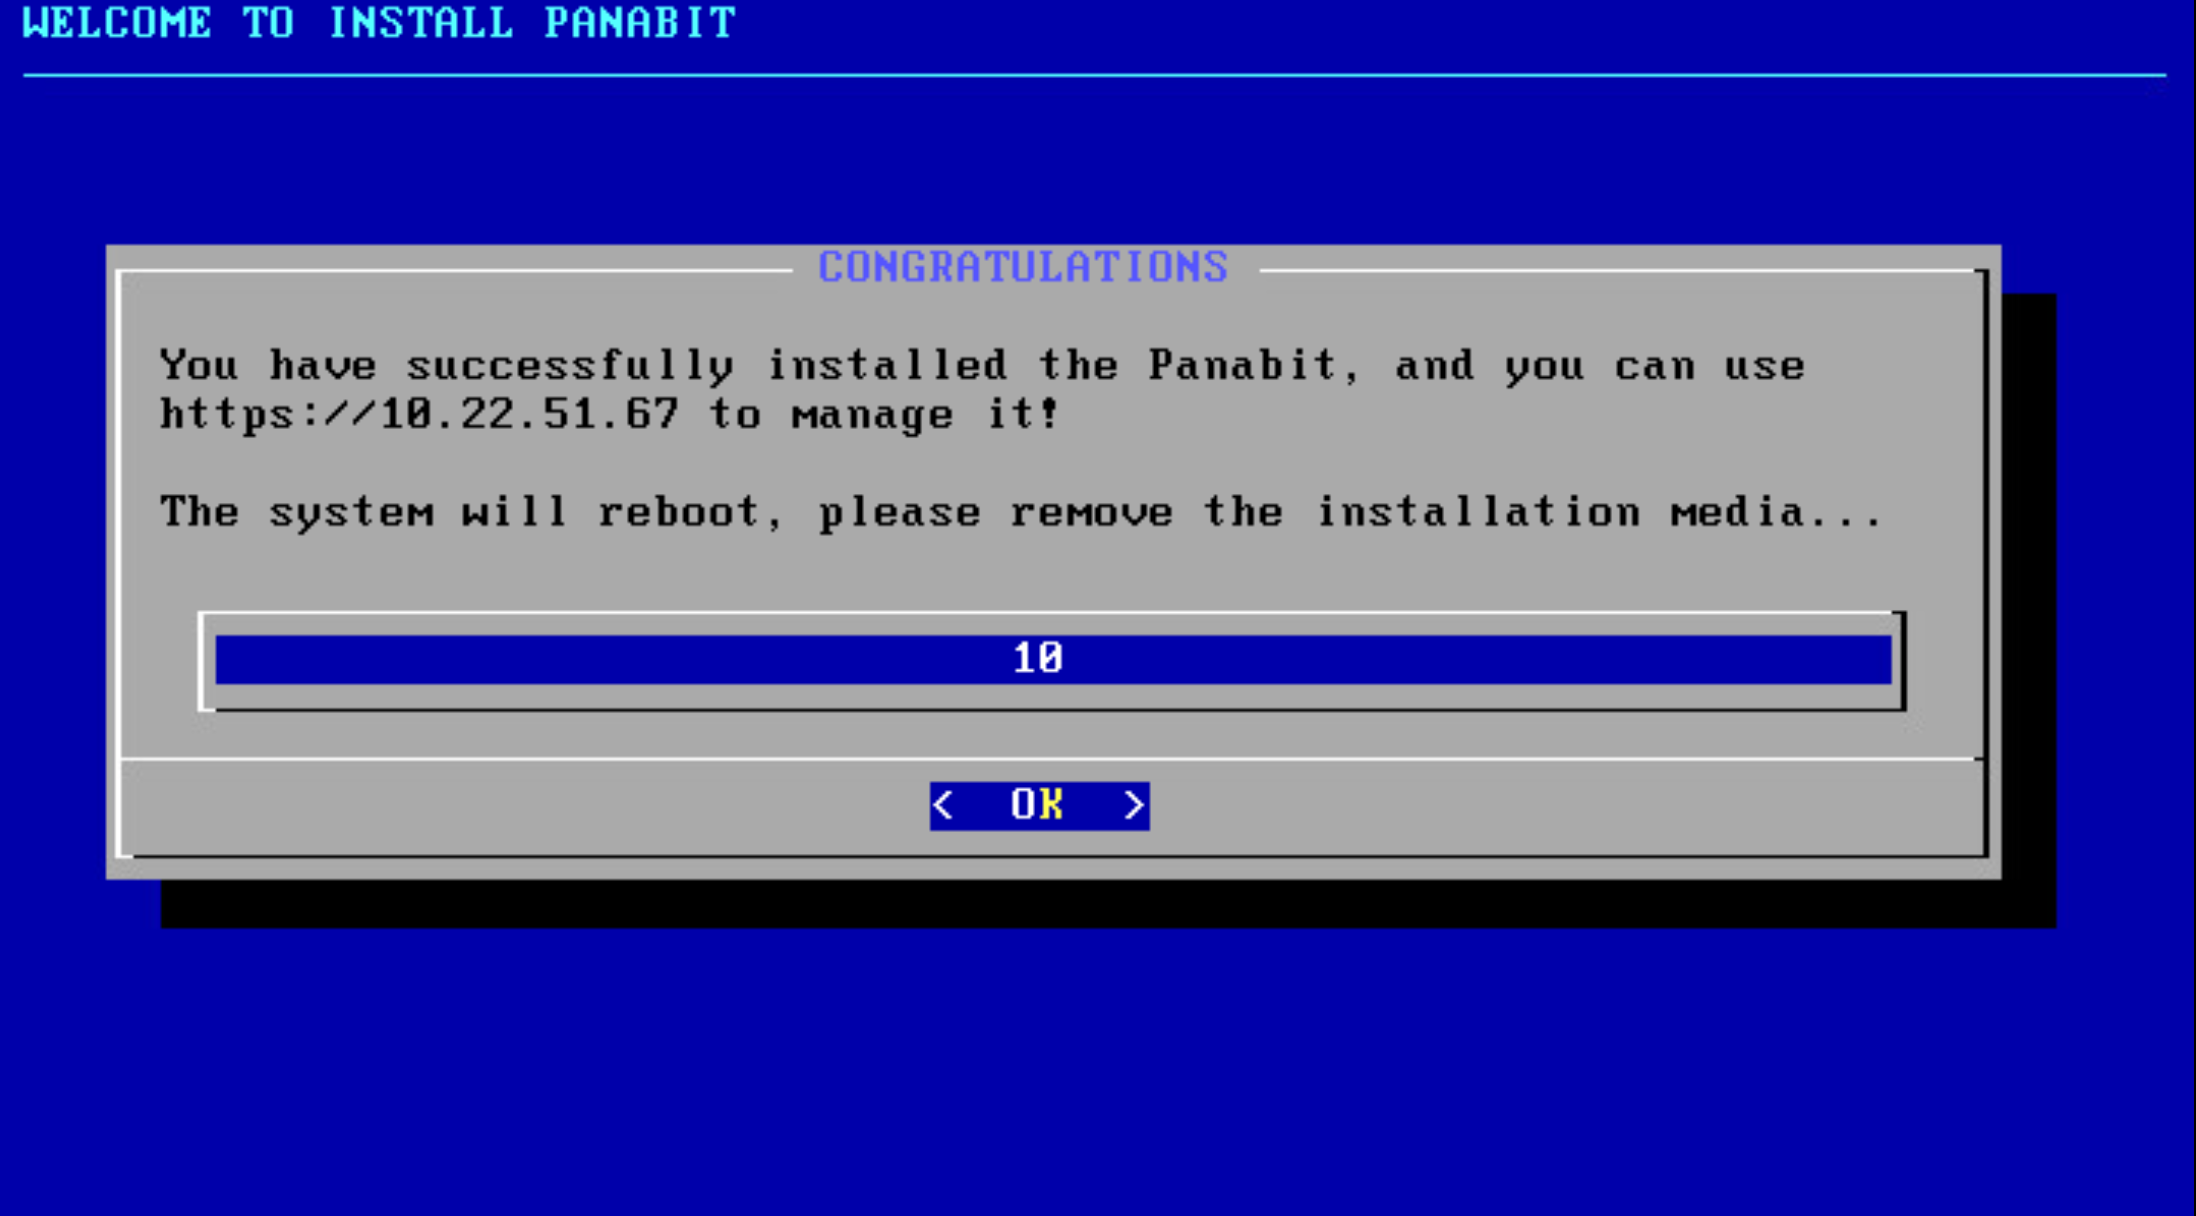 WELCOME TO INSTALL PANABIT
CONGRATULATIONS
You have successfully installed the Panabit, and you can use
https://10.22.51.67 to manage it!
The system will reboot, please remove the installation media...
10
< OK >